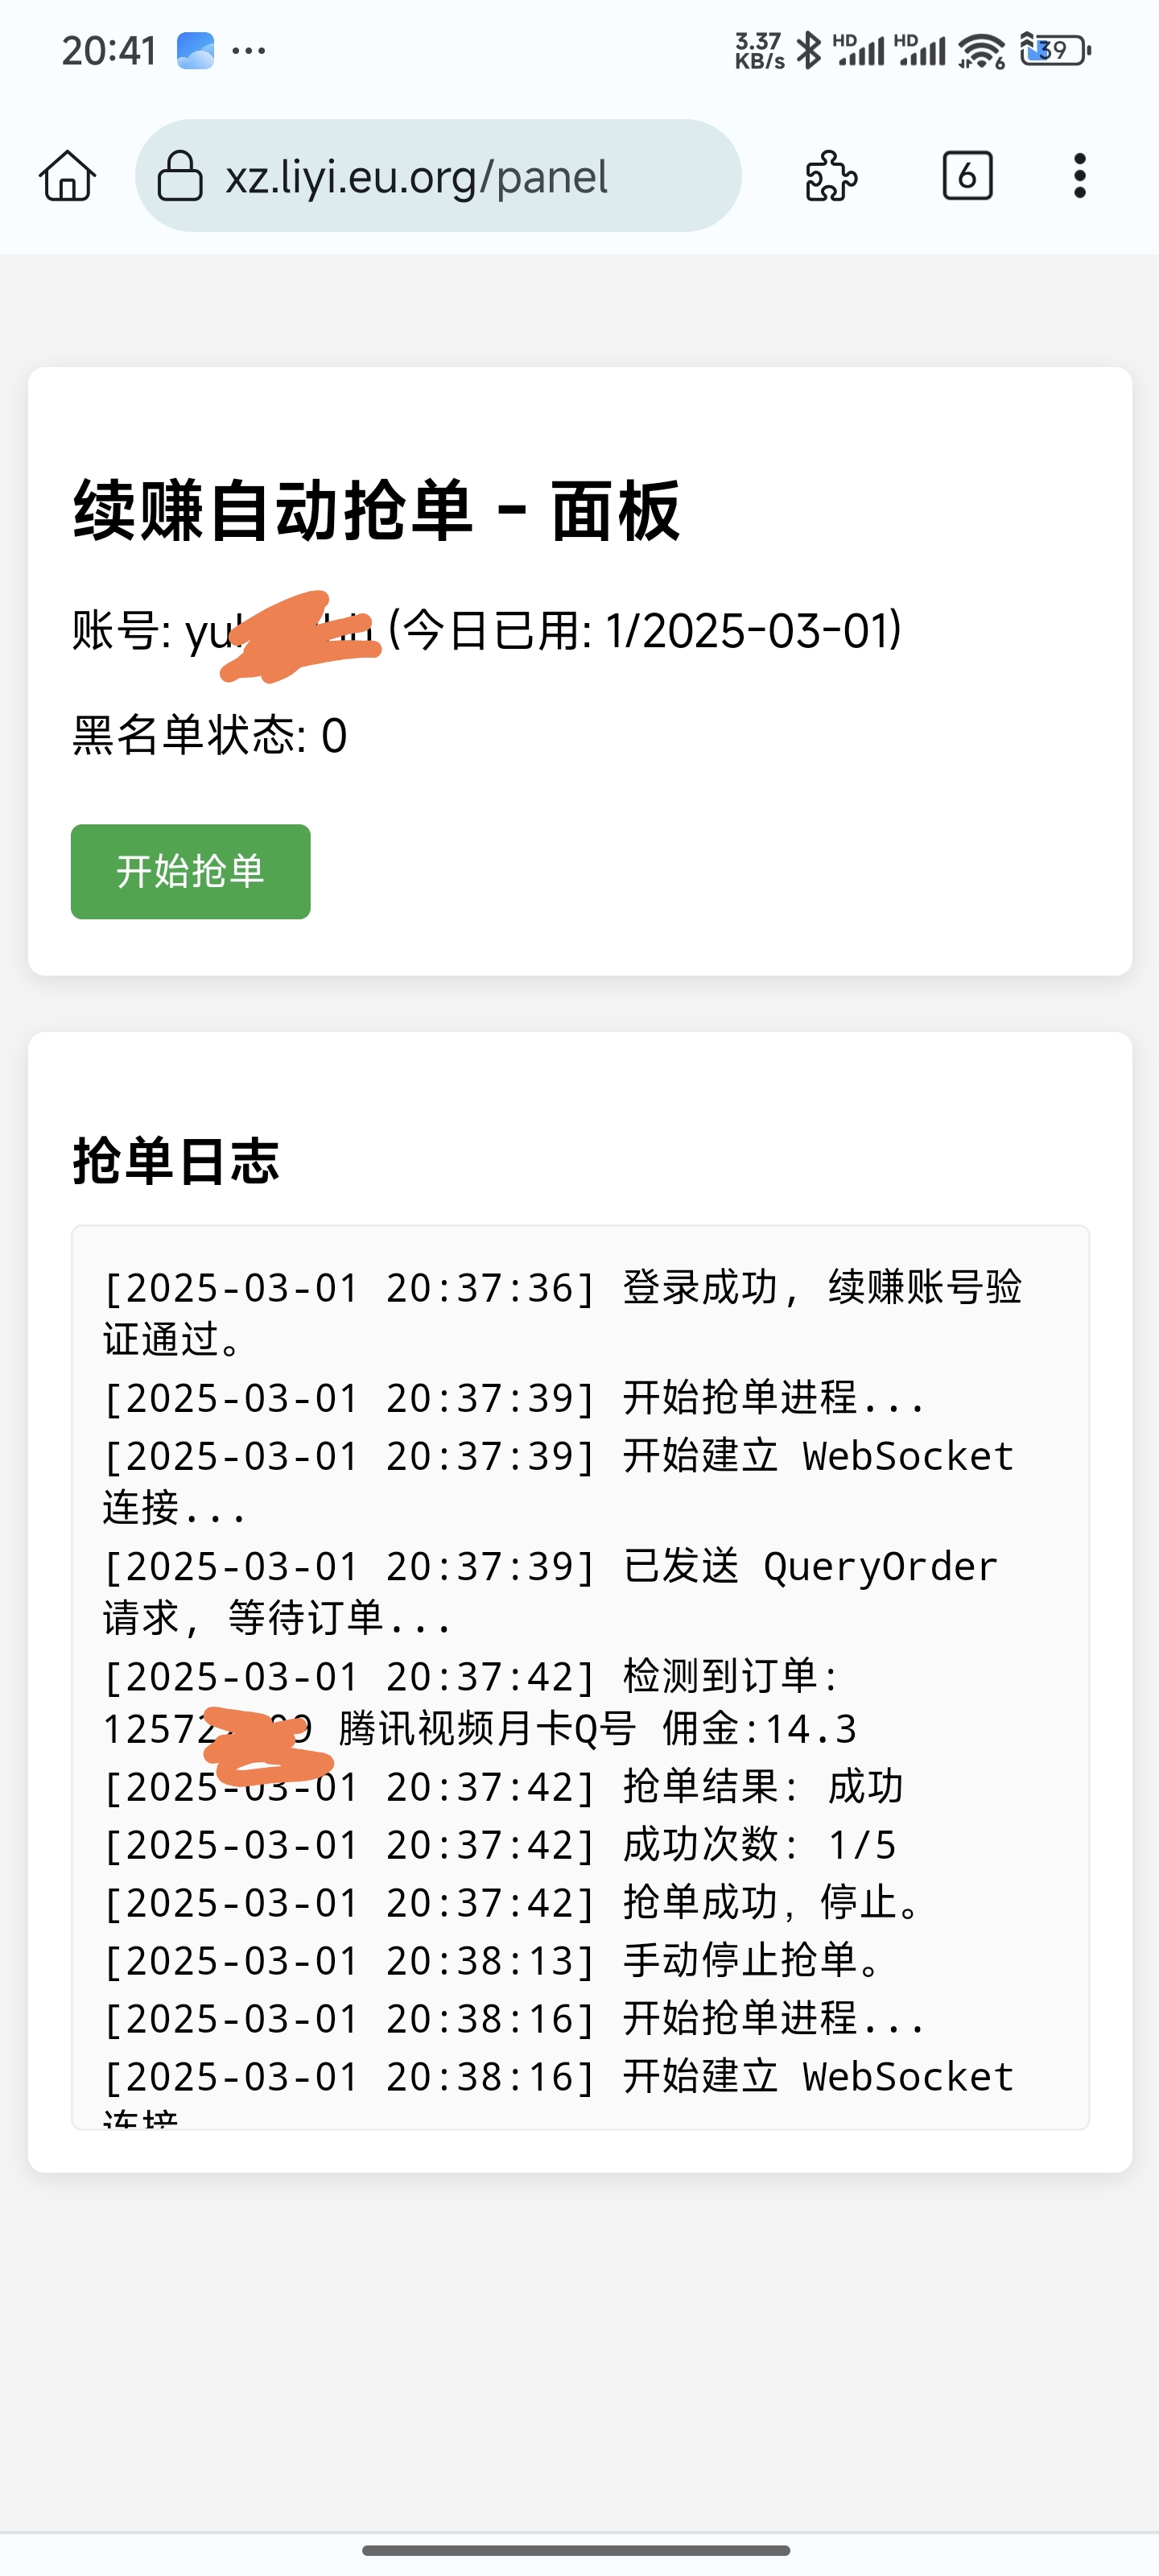 20:41
3.37 KB/s HD HD 6 39
xz.liyi.eu.org/panel
6
续赚自动抢单 - 面板
账号: (今日已用: 1/2025-03-01)
黑名单状态: 0
开始抢单
抢单日志
[2025-03-01 20:37:36] 登录成功, 续赚账号验
证通过。
[2025-03-01 20:37:39] 开始抢单进程...
[2025-03-01 20:37:39] 开始建立 WebSocket
连接...
[2025-03-01 20:37:39] 已发送 QueryOrder
请求, 等待订单...
[2025-03-01 20:37:42] 检测到订单:
腾讯视频月卡Q号 佣金:14.3
[2025-03-01 20:37:42] 抢单结果: 成功
[2025-03-01 20:37:42] 成功次数: 1/5
[2025-03-01 20:37:42] 抢单成功, 停止。
[2025-03-01 20:38:13] 手动停止抢单。
[2025-03-01 20:38:16] 开始抢单进程...
[2025-03-01 20:38:16] 开始建立 WebSocket
连接